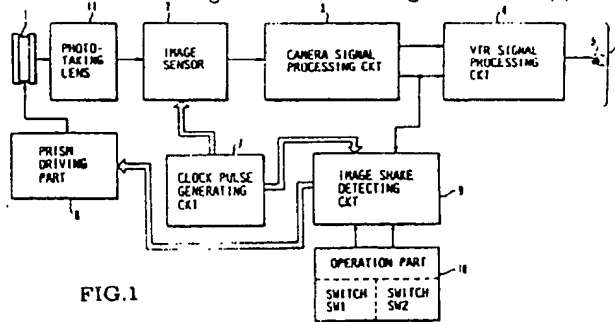 1
11
2
3
4
5
PHOTO-
TAKING
LENS
IMAGE
SENSOR
CAMERA SIGNAL
PROCESSING CKT
VTR SIGNAL
PROCESSING
CKT
PRISM
DRIVING
PART
8
CLOCK PULSE
GENERATING
CKT
IMAGE SHAKE
DETECTING
CKT
9
OPERATION PART
10
SWITCH
SW1
SWITCH
SW2
FIG.1